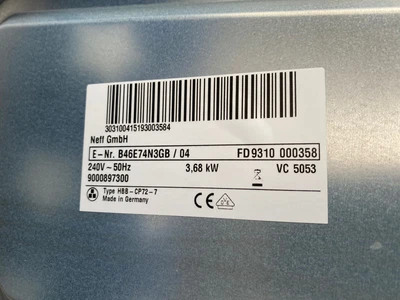 303100415193003584
Neff GmbH
E-Nr. B46E74N3GB / 04 FD 9310 000358
240V~50Hz 3,68 kW VC 5053
9000897300
Type HBB-CP72-7
Made in Germany